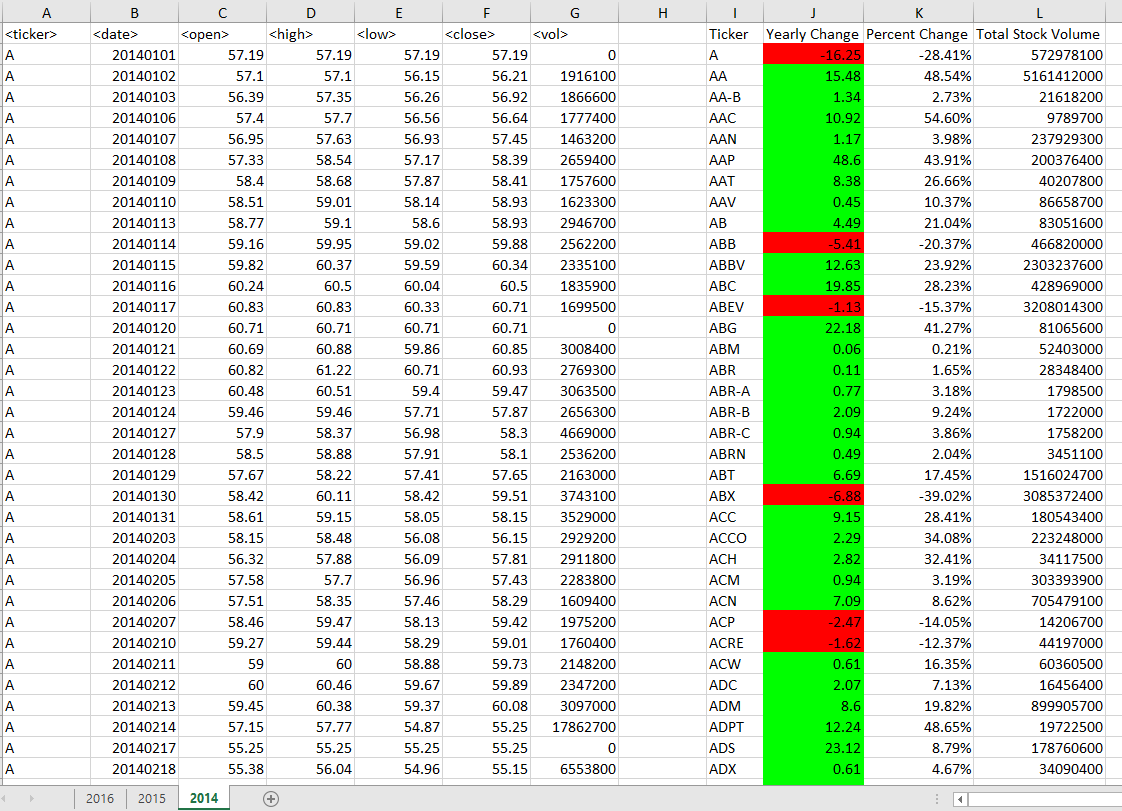 A B C D E F G H I J K L
<ticker> <date> <open> <high> <low> <close> <vol> Ticker Yearly Change Percent Change Total Stock Volume
A 20140101 57.19 57.19 57.19 57.19 0 A -16.25 -28.41% 572978100
A 20140102 57.1 57.1 56.15 56.21 1916100 AA 15.48 48.54% 5161412000
A 20140103 56.39 57.35 56.26 56.92 1866600 AA-B 1.34 2.73% 21618200
A 20140106 57.4 57.7 56.56 56.64 1777400 AAC 10.92 54.60% 9789700
A 20140107 56.95 57.63 56.93 57.45 1463200 AAN 1.17 3.98% 237929300
A 20140108 57.33 58.54 57.17 58.39 2659400 AAP 48.6 43.91% 200376400
A 20140109 58.4 58.68 57.87 58.41 1757600 AAT 8.38 26.66% 40207800
A 20140110 58.51 59.01 58.14 58.93 1623300 AAV 0.45 10.37% 86658700
A 20140113 58.77 59.1 58.6 58.93 2946700 AB 4.49 21.04% 83051600
A 20140114 59.16 59.95 59.02 59.88 2562200 ABB -5.41 -20.37% 466820000
A 20140115 59.82 60.37 59.59 60.34 2335100 ABBV 12.63 23.92% 2303237600
A 20140116 60.24 60.5 60.04 60.5 1835900 ABC 19.85 28.23% 428969000
A 20140117 60.83 60.83 60.33 60.71 1699500 ABEV -1.13 -15.37% 3208014300
A 20140120 60.71 60.71 60.71 60.71 0 ABG 22.18 41.27% 81065600
A 20140121 60.69 60.88 59.86 60.85 3008400 ABM 0.06 0.21% 52403000
A 20140122 60.82 61.22 60.71 60.93 2769300 ABR 0.11 1.65% 28348400
A 20140123 60.48 60.51 59.4 59.47 3063500 ABR-A 0.77 3.18% 1798500
A 20140124 59.46 59.46 57.71 57.87 2656300 ABR-B 2.09 9.24% 1722000
A 20140127 57.9 58.37 56.98 58.3 4669000 ABR-C 0.94 3.86% 1758200
A 20140128 58.5 58.88 57.91 58.1 2536200 ABRN 0.49 2.04% 3451100
A 20140129 57.67 58.22 57.41 57.65 2163000 ABT 6.69 17.45% 1516024700
A 20140130 58.42 60.11 58.42 59.51 3743100 ABX -6.88 -39.02% 3085372400
A 20140131 58.61 59.15 58.05 58.15 3529000 ACC 9.15 28.41% 180543400
A 20140203 58.15 58.48 56.08 56.15 2929200 ACCO 2.29 34.08% 223248000
A 20140204 56.32 57.88 56.09 57.81 2911800 ACH 2.82 32.41% 34117500
A 20140205 57.58 57.7 56.96 57.43 2283800 ACM 0.94 3.19% 303393900
A 20140206 57.51 58.35 57.46 58.29 1609400 ACN 7.09 8.62% 705479100
A 20140207 58.46 59.47 58.13 59.42 1975200 ACP -2.47 -14.05% 14206700
A 20140210 59.27 59.44 58.29 59.01 1760400 ACRE -1.62 -12.37% 44197000
A 20140211 59 60 58.88 59.73 2148200 ACW 0.61 16.35% 60360500
A 20140212 60 60.46 59.67 59.89 2347200 ADC 2.07 7.13% 16456400
A 20140213 59.45 60.38 59.37 60.08 3097000 ADM 8.6 19.82% 899905700
A 20140214 57.15 57.77 54.87 55.25 17862700 ADPT 12.24 48.65% 19722500
A 20140217 55.25 55.25 55.25 55.25 0 ADS 23.12 8.79% 178760600
A 20140218 55.38 56.04 54.96 55.15 6553800 ADX 0.61 4.67% 34090400
2016 2015 2014